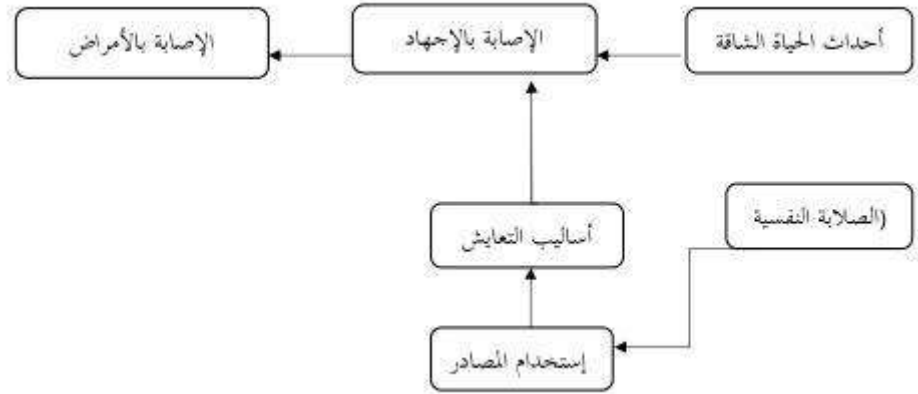 أحداث الحياة الشاقة
الإصابة بالإجهاد
الإصابة بالأمراض
(الصلابة النفسية
أساليب التعايش
إستخدام المصادر